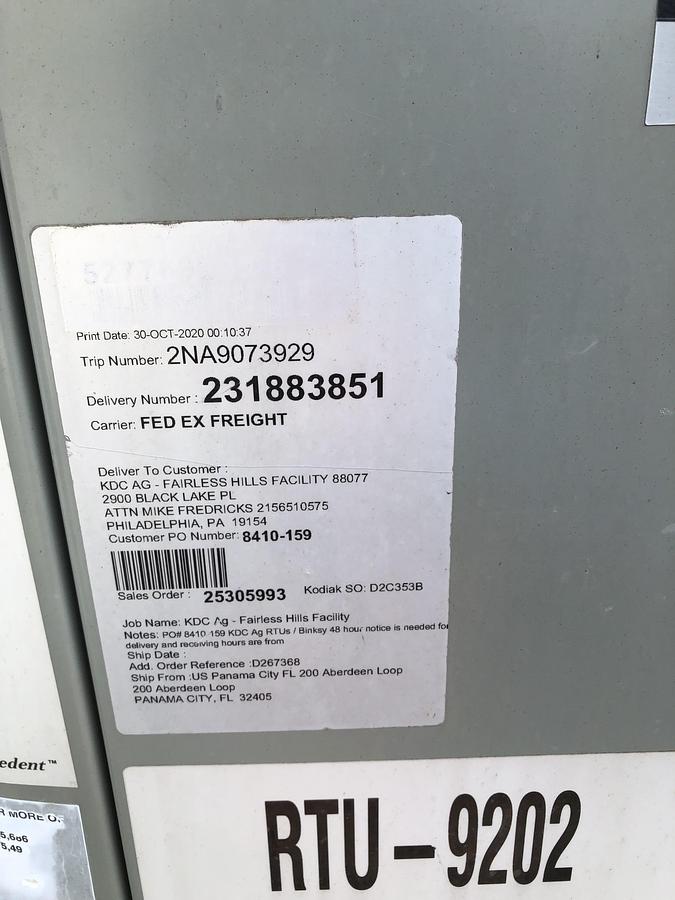 Print Date: 30-OCT-2020 00:10:37
Trip Number: 2NA9073929
Delivery Number : 231883851
Carrier: FED EX FREIGHT
Deliver To Customer :
KDC AG - FAIRLESS HILLS FACILITY 88077
2900 BLACK LAKE PL
ATTN MIKE FREDRICKS 2156510575
PHILADELPHIA, PA 19154
Customer PO Number: 8410-159
Sales Order : 25305993 Kodiak SO: D2C353B
Job Name: KDC Ag - Fairless Hills Facility
Notes: PO# 8410 159 KDC Ag RTUs / Binksy 48 hour notice is needed for
delivery and receiving hours are from
Ship Date :
Add. Order Reference :D267368
Ship From :US Panama City FL 200 Aberdeen Loop
200 Aberdeen Loop
PANAMA CITY, FL 32405
edent™
R MORE O
5,49
RTU-9202